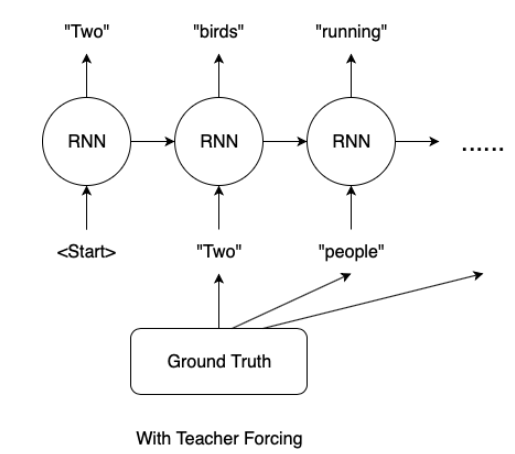 "Two" "birds" "running"
RNN RNN RNN ......
<Start> "Two" "people"
Ground Truth
With Teacher Forcing